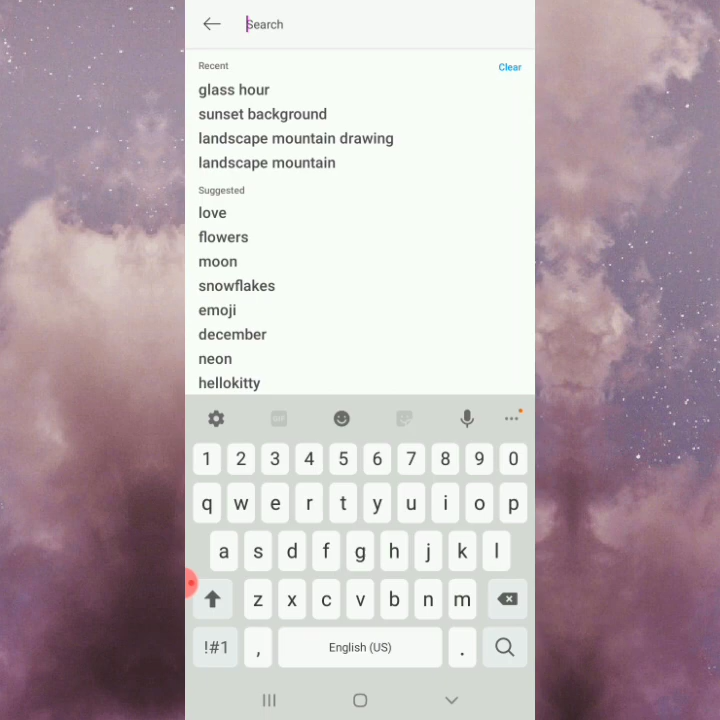 Search
Recent
Clear
glass hour
sunset background
landscape mountain drawing
landscape mountain
Suggested
love
flowers
moon
snowflakes
emoji
december
neon
hellokitty
GIF
1 2 3 4 5 6 7 8 9 0
q w e r t y u i o p
a s d f g h j k l
z x c v b n m
!#1 , English (US) .